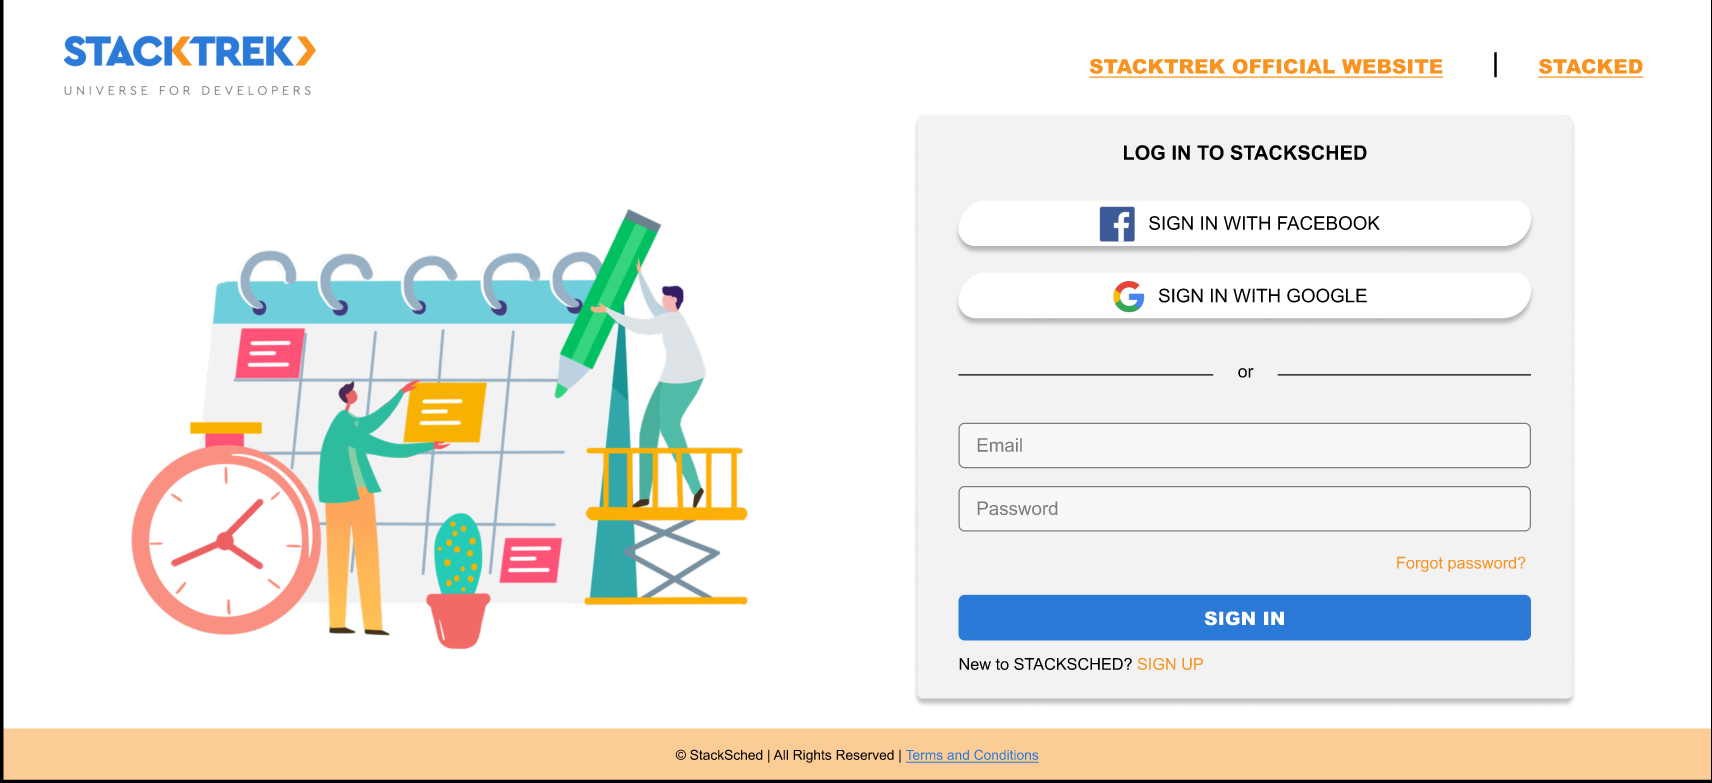 STACKTREK
UNIVERSE FOR DEVELOPERS
STACKTREK OFFICIAL WEBSITE | STACKED
LOG IN TO STACKSCHED
SIGN IN WITH FACEBOOK
SIGN IN WITH GOOGLE
or
Email
Password
Forgot password?
SIGN IN
New to STACKSCHED? SIGN UP
© StackSched | All Rights Reserved | Terms and Conditions